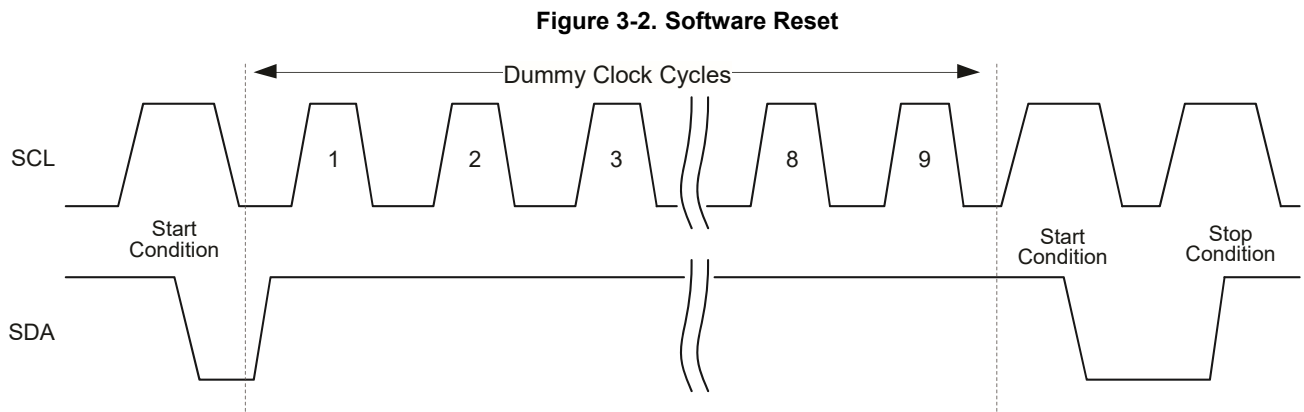 Figure 3-2. Software Reset
Dummy Clock Cycles
SCL
1
2
3
8
9
Start
Condition
Start
Condition
Stop
Condition
SDA